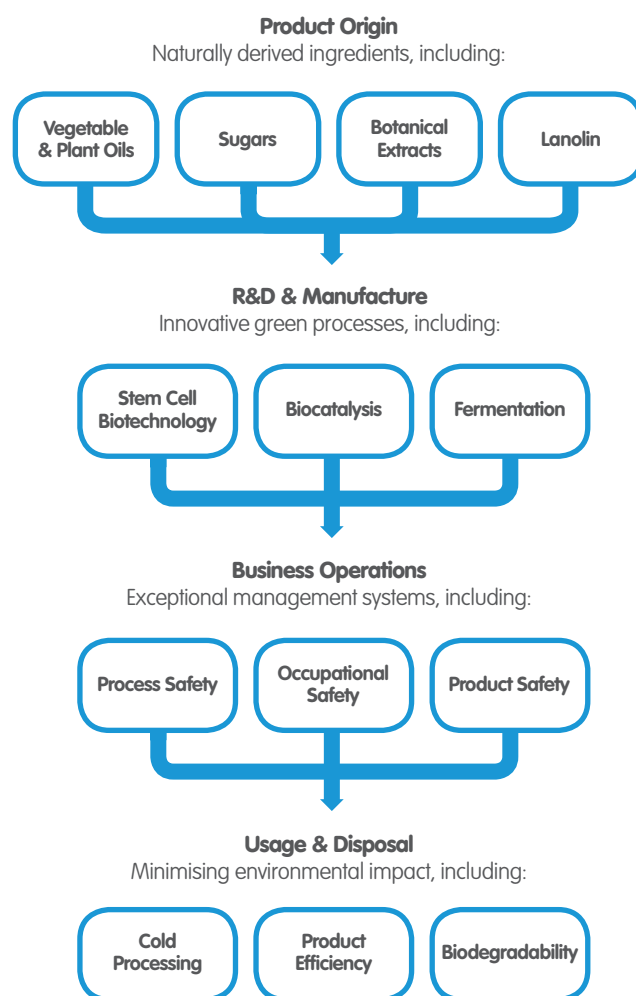 Product Origin
Naturally derived ingredients, including:
Vegetable
& Plant Oils
Sugars
Botanical
Extracts
Lanolin
R&D & Manufacture
Innovative green processes, including:
Stem Cell
Biotechnology
Biocatalysis
Fermentation
Business Operations
Exceptional management systems, including:
Process Safety
Occupational
Safety
Product Safety
Usage & Disposal
Minimising environmental impact, including:
Cold
Processing
Product
Efficiency
Biodegradability